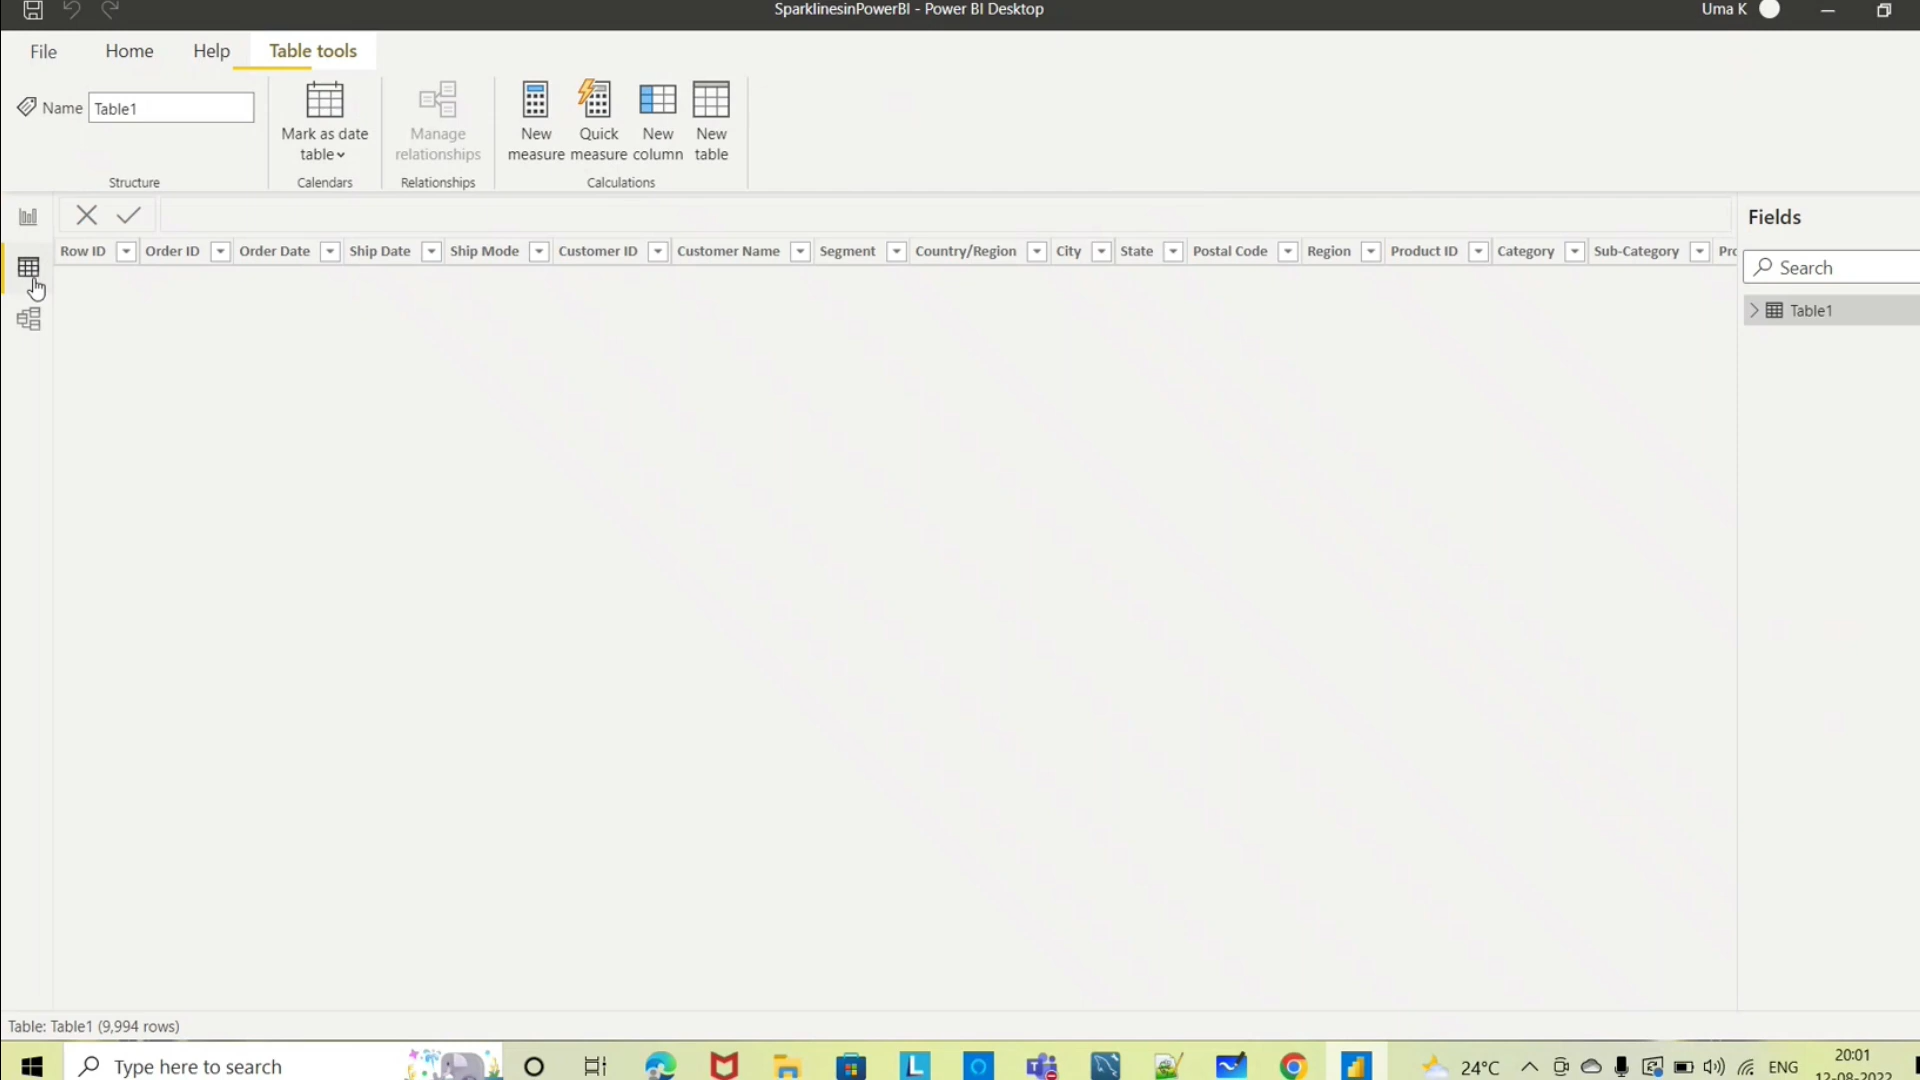 SparklinesinPowerBI - Power BI Desktop
Uma K
File Home Help Table tools
Name Table1
Mark as date table
Manage relationships
New measure
Quick measure
New column
New table
Structure
Calendars
Relationships
Calculations
Row ID Order ID Order Date Ship Date Ship Mode Customer ID Customer Name Segment Country/Region City State Postal Code Region Product ID Category Sub-Category
Fields
Search
Table1
Table: Table1 (9,994 rows)
Type here to search
L
24°C
ENG
20:01
12-08-2022